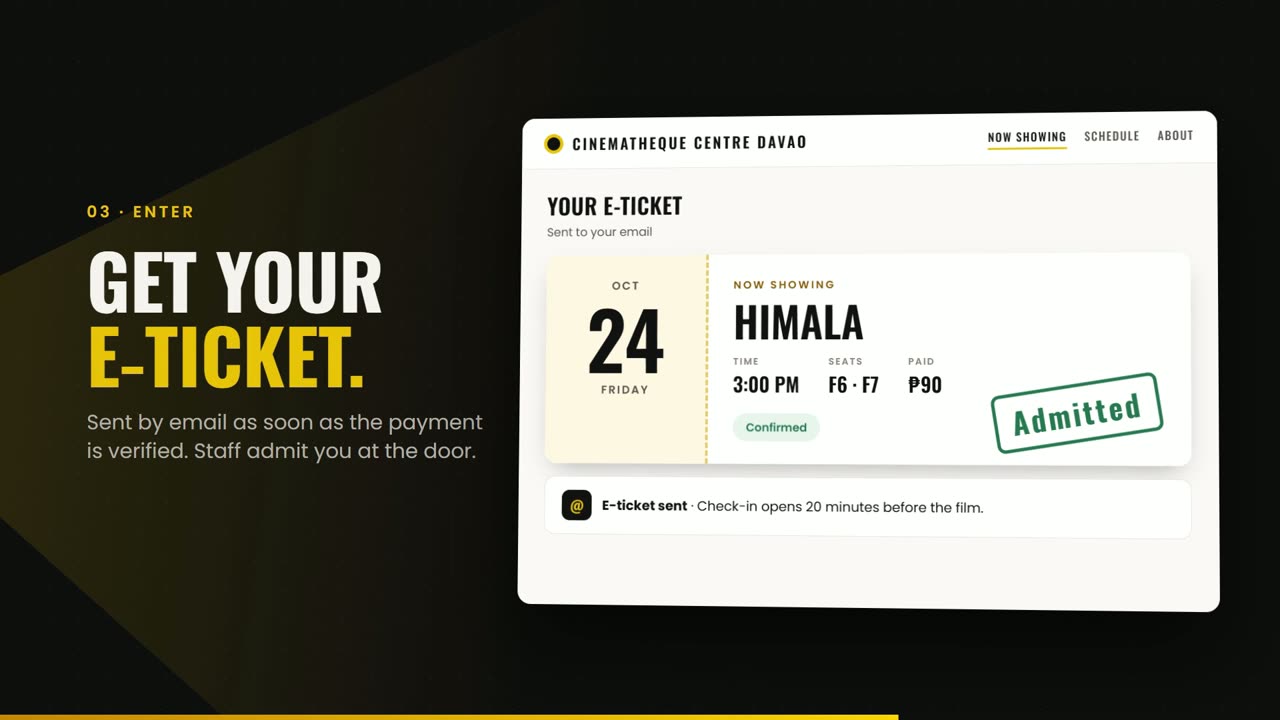 03 · ENTER
GET YOUR
E-TICKET.
Sent by email as soon as the payment
is verified. Staff admit you at the door.
CINEMATHEQUE CENTRE DAVAO
NOW SHOWING SCHEDULE ABOUT
YOUR E-TICKET
Sent to your email
OCT
24
FRIDAY
NOW SHOWING
HIMALA
TIME SEATS PAID
3:00 PM F6 · F7 ₱90
Confirmed
Admitted
@ E-ticket sent · Check-in opens 20 minutes before the film.